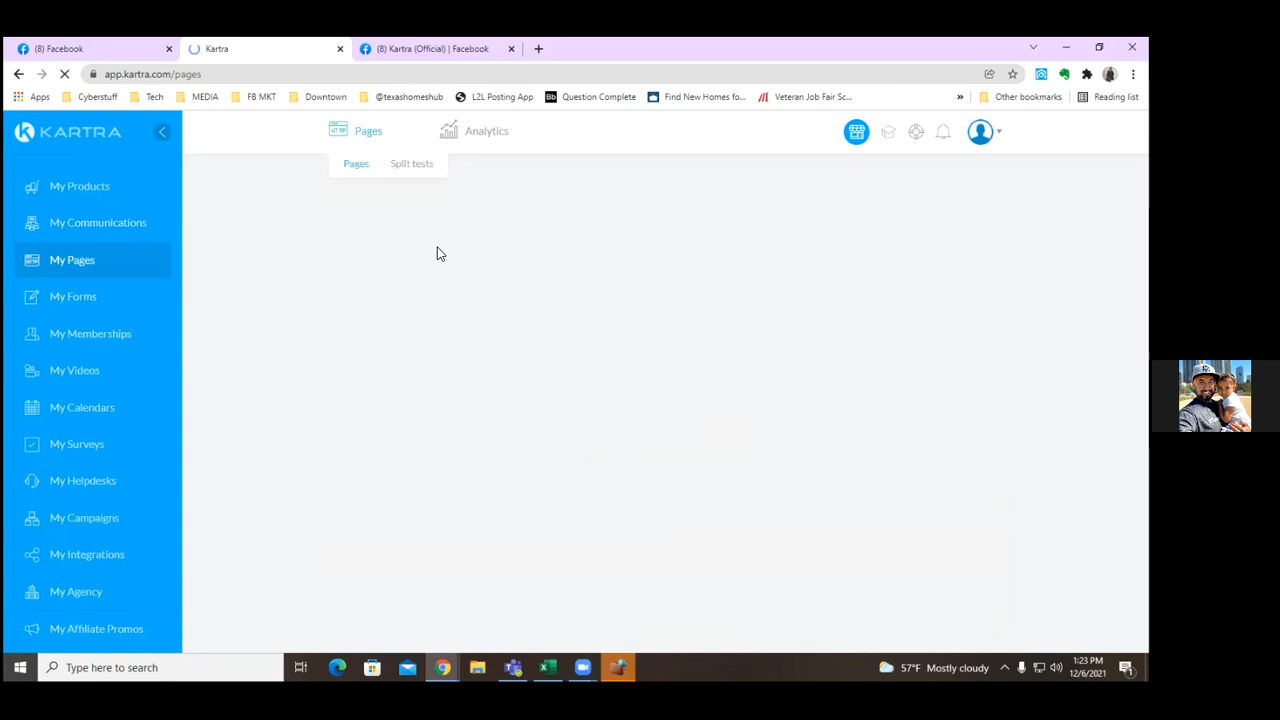 (8) Facebook
Kartra
(8) Kartra (Official) | Facebook
app.kartra.com/pages
Apps
Cyberstuff
Tech
MEDIA
FB MKT
Downtown
@texashomeshub
L2L Posting App
Bb Question Complete
Find New Homes fo...
Veteran Job Fair Sc...
»
Other bookmarks
Reading list
KARTRA
Pages
Analytics
Pages
Split tests
My Products
My Communications
My Pages
My Forms
My Memberships
My Videos
My Calendars
My Surveys
My Helpdesks
My Campaigns
My Integrations
My Agency
My Affiliate Promos
Type here to search
57°F Mostly cloudy
1:23 PM
12/6/2021